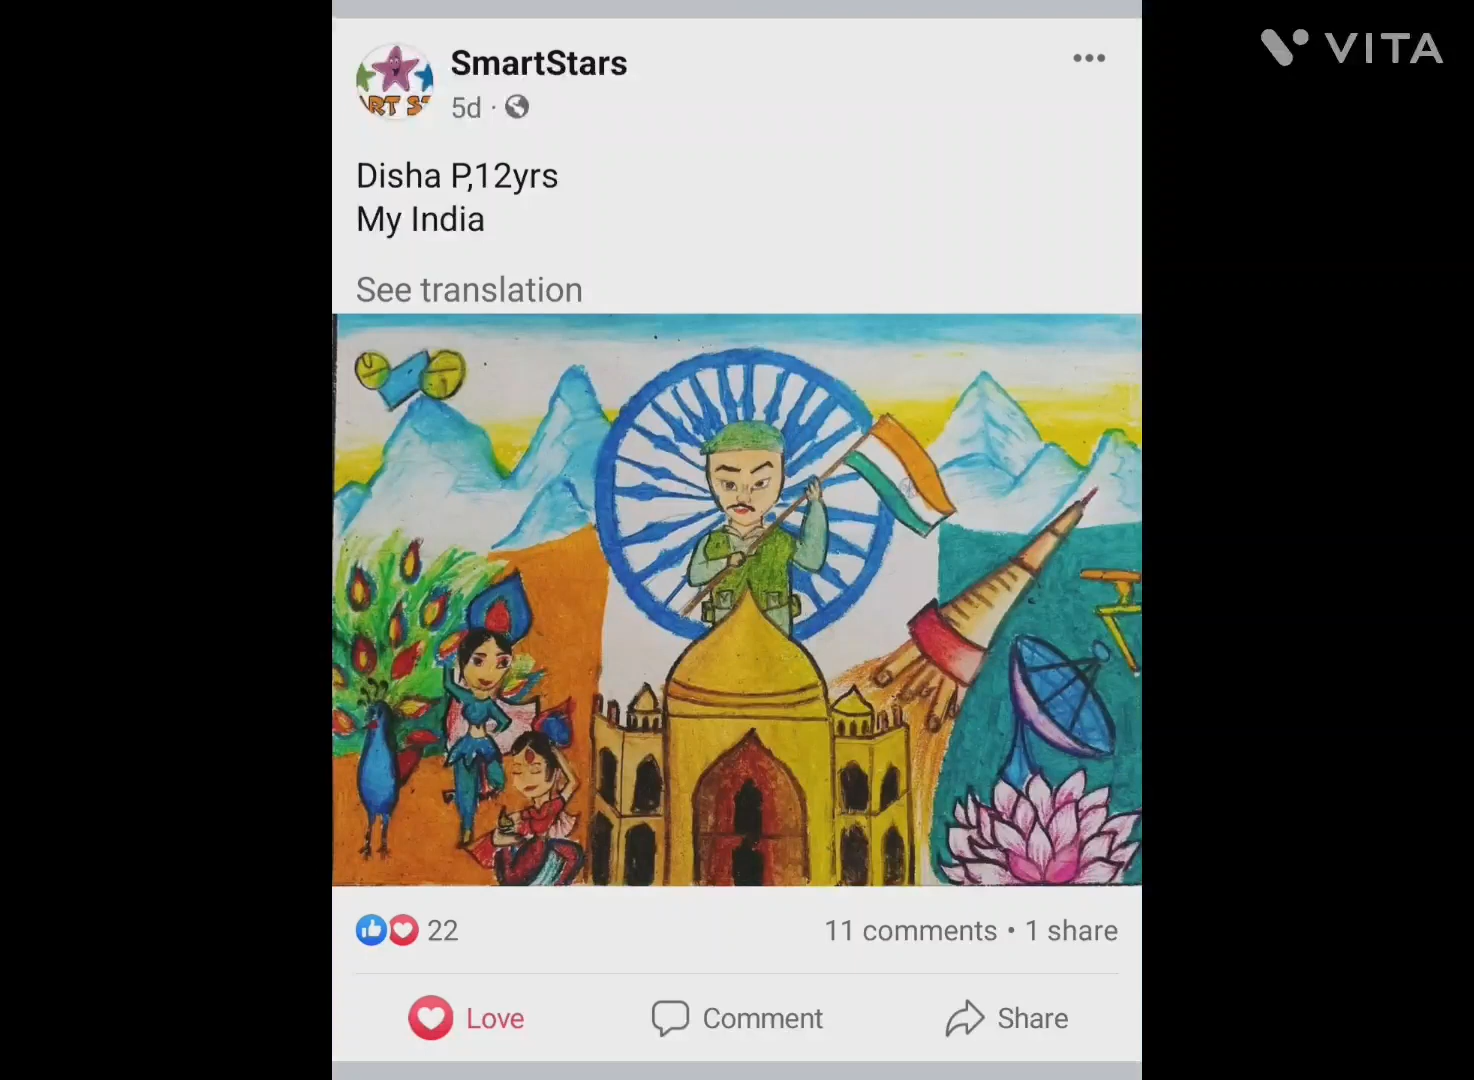 VITA
SmartStars
5d ·
Disha P,12yrs
My India
See translation
22
11 comments • 1 share
Love
Comment
Share